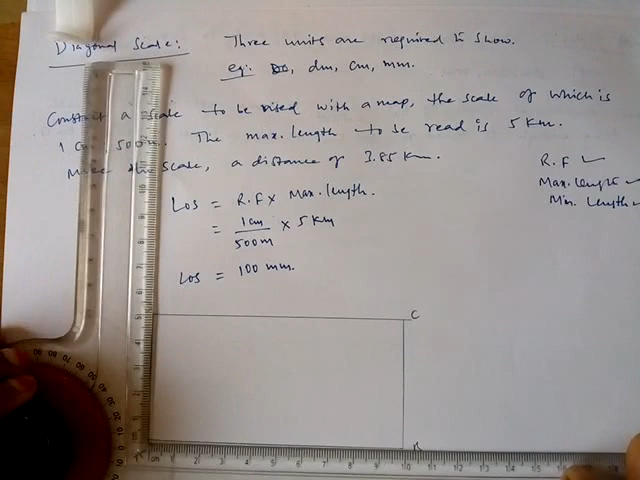 Diagonal Scale: Three units are required to show.
eg: dm, cm, mm.
Construct a scale to be used with a map, the scale of which is
1 cm 500m. The max. length to be read is 5 Km.
the scale, a distance of 3.85 Km.
R.F ✓
Max. length ✓
Min. length ✓
LOS = R.F x Max. length.
= 1cm/500m x 5 Km
LOS = 100 mm.
C
B